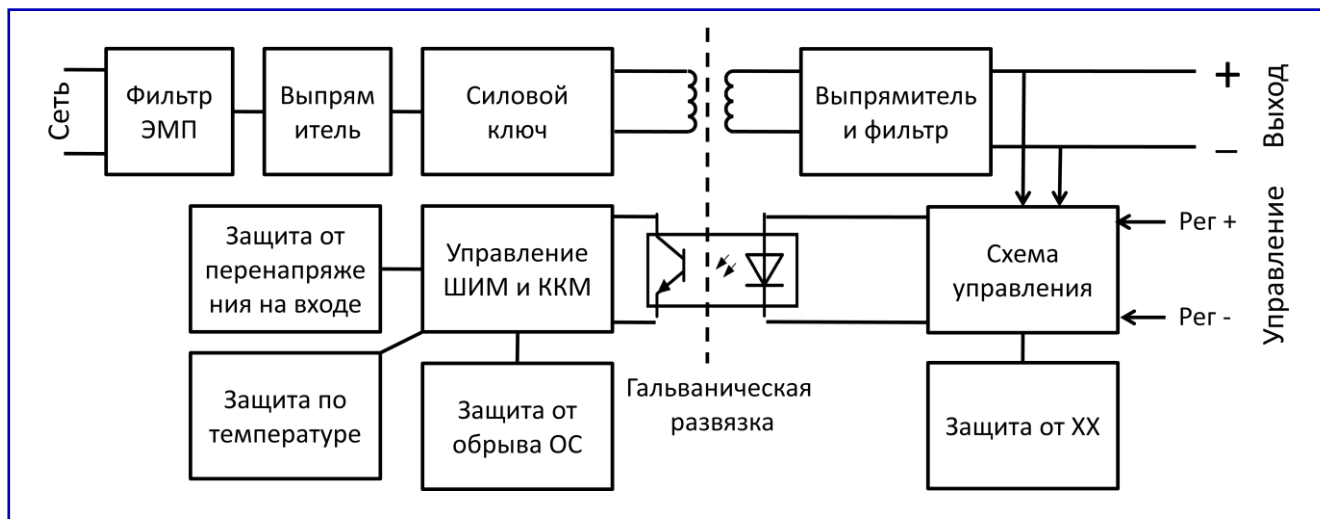 Сеть
Фильтр
ЭМП
Выпрям
итель
Силовой
ключ
Выпрямитель
и фильтр
+
−
Выход
Защита от
перенапряже
ния на входе
Управление
ШИМ и ККМ
Схема
управления
Рег +
Рег -
Управление
Защита по
температуре
Защита от
обрыва ОС
Гальваническая
развязка
Защита от ХХ